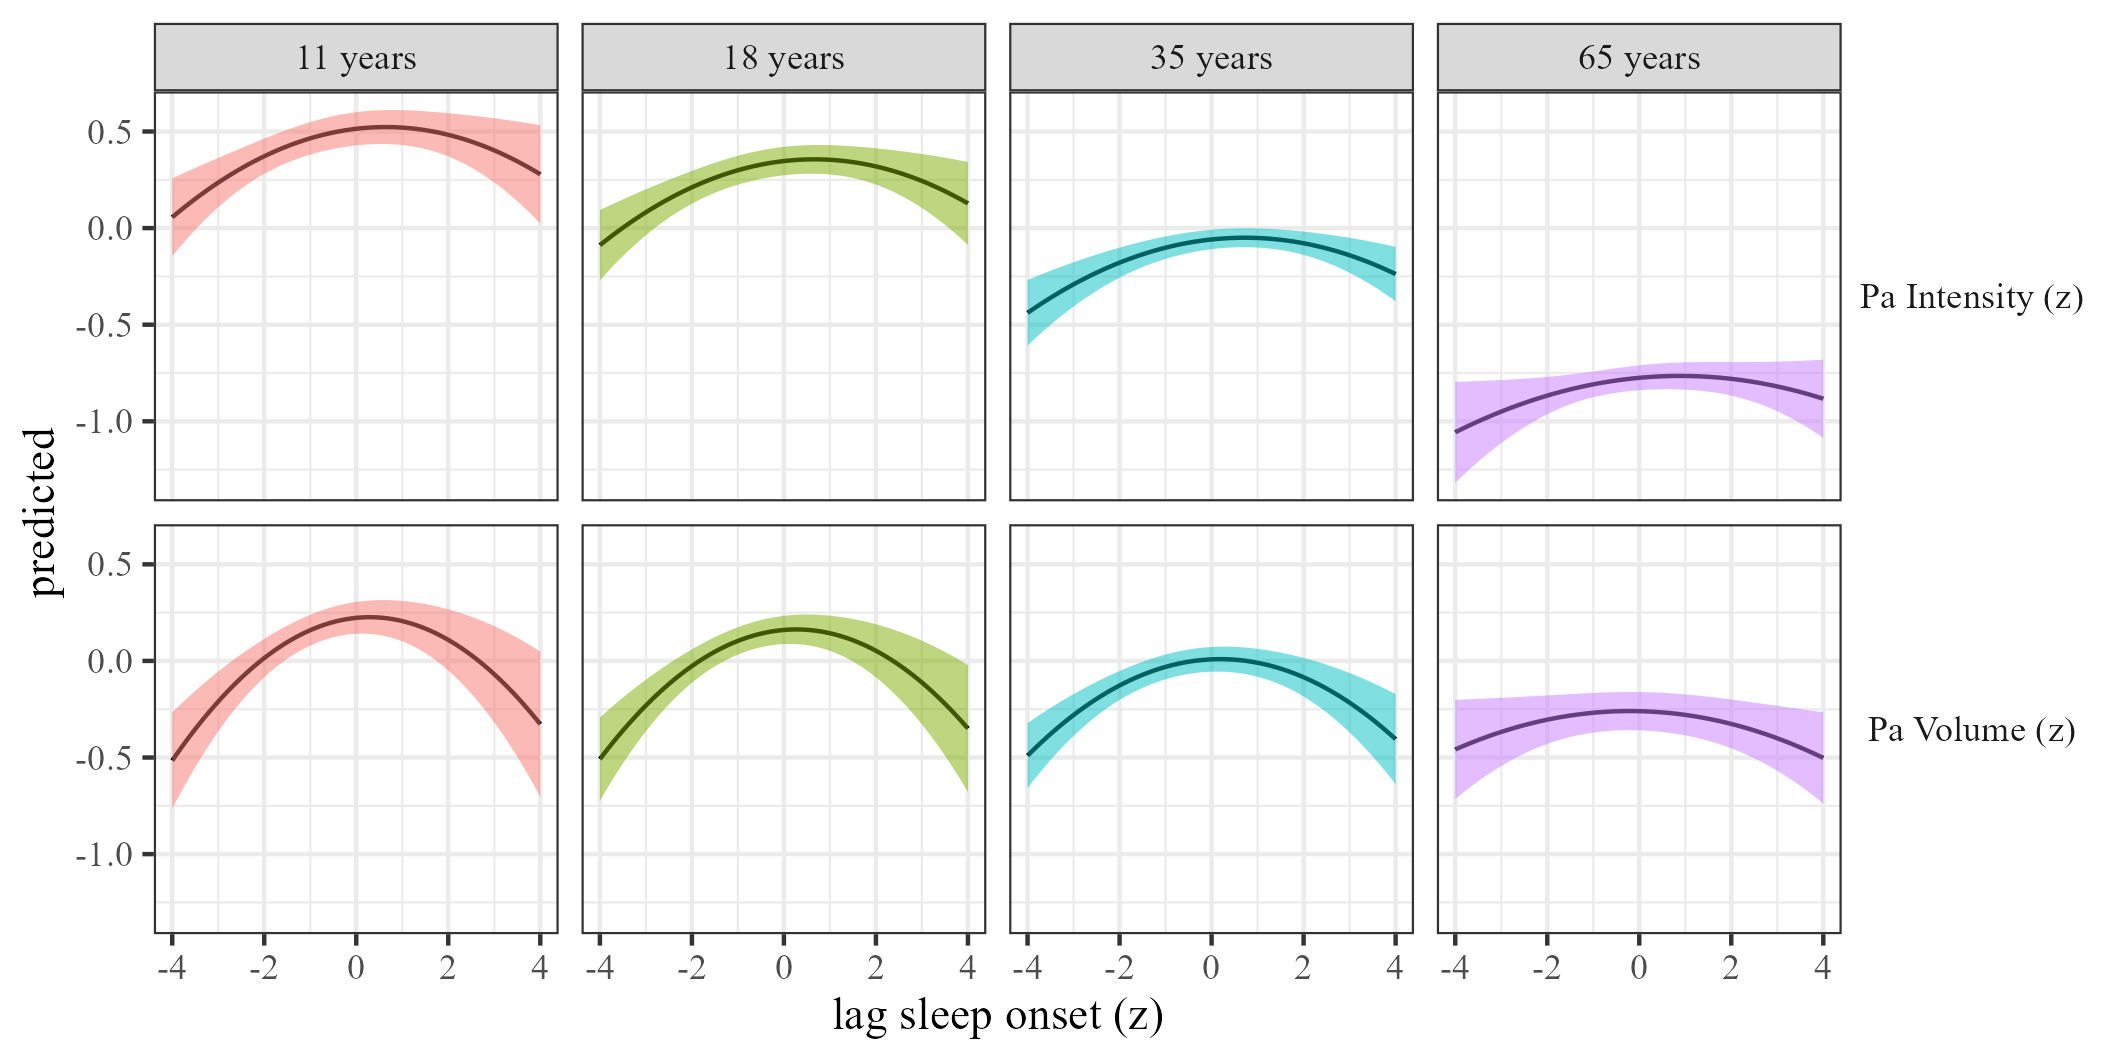 11 years 18 years 35 years 65 years
0.5
0.0
-0.5
-1.0
Pa Intensity (z)
predicted
0.5
0.0
-0.5
-1.0
Pa Volume (z)
-4 -2 0 2 4 -4 -2 0 2 4 -4 -2 0 2 4 -4 -2 0 2 4
lag sleep onset (z)